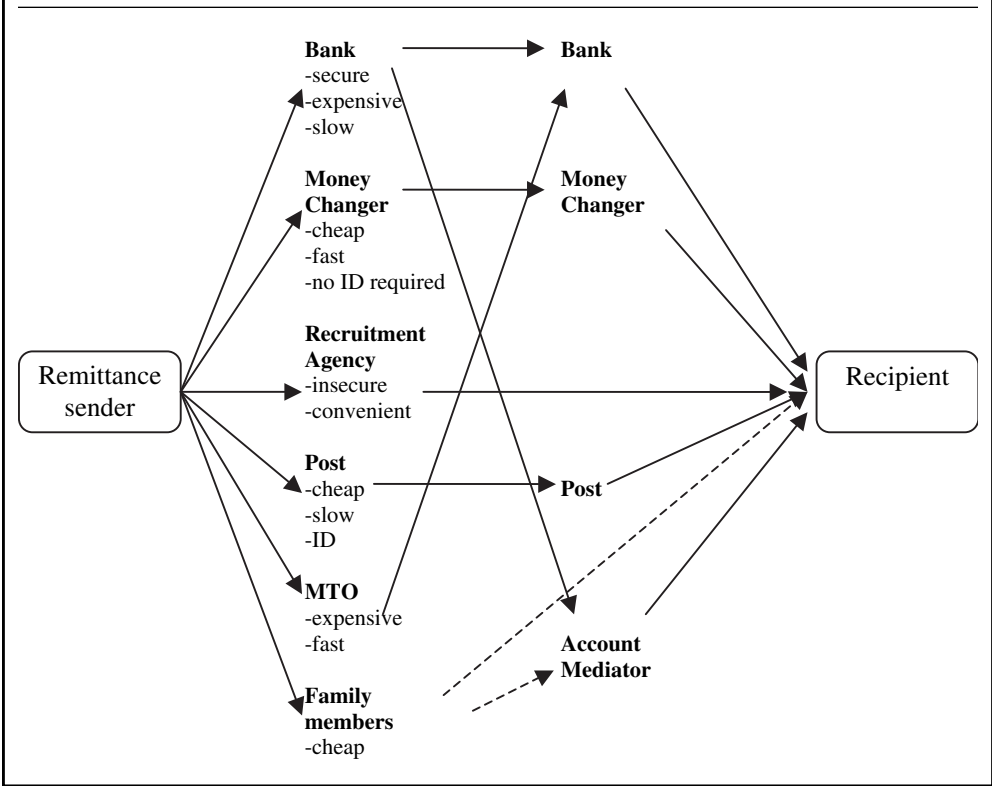 Remittance
sender
Bank
-secure
-expensive
-slow
Money
Changer
-cheap
-fast
-no ID required
Recruitment
Agency
-insecure
-convenient
Post
-cheap
-slow
-ID
MTO
-expensive
-fast
Family
members
-cheap
Bank
Money
Changer
Post
Account
Mediator
Recipient